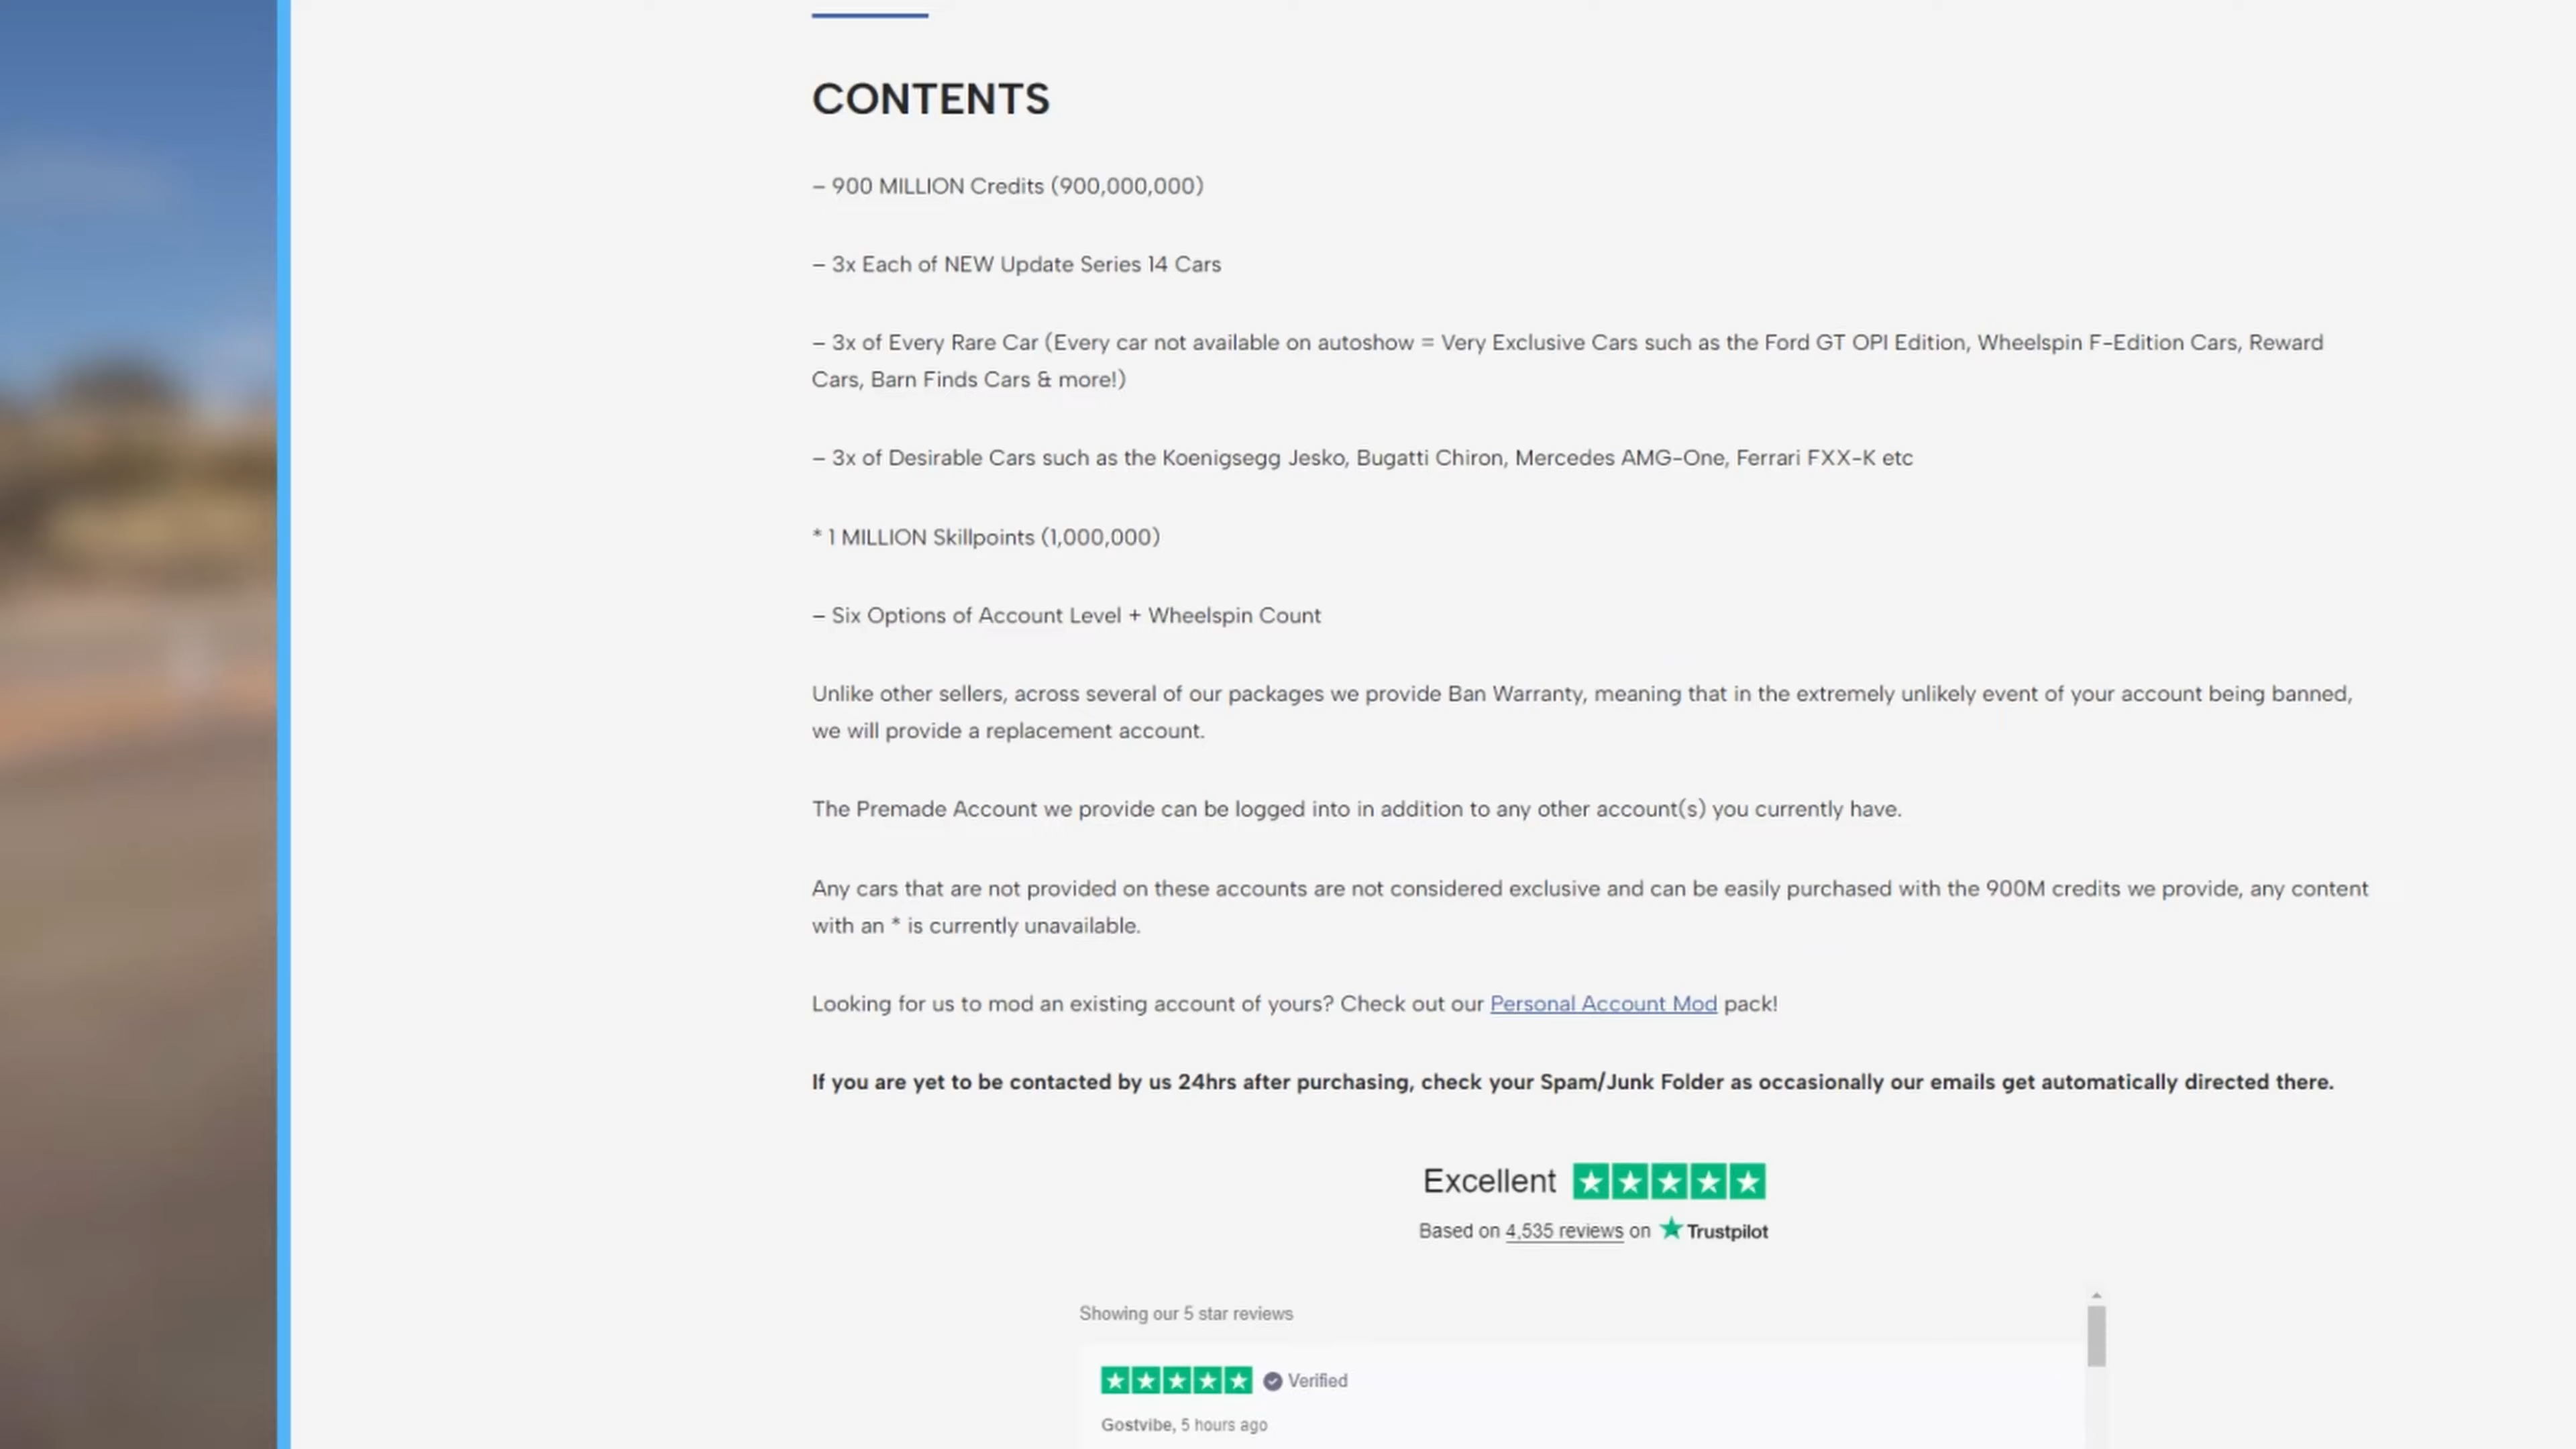 CONTENTS
– 900 MILLION Credits (900,000,000)
– 3x Each of NEW Update Series 14 Cars
– 3x of Every Rare Car (Every car not available on autoshow = Very Exclusive Cars such as the Ford GT OPI Edition, Wheelspin F-Edition Cars, Reward
Cars, Barn Finds Cars & more!)
– 3x of Desirable Cars such as the Koenigsegg Jesko, Bugatti Chiron, Mercedes AMG-One, Ferrari FXX-K etc
* 1 MILLION Skillpoints (1,000,000)
– Six Options of Account Level + Wheelspin Count
Unlike other sellers, across several of our packages we provide Ban Warranty, meaning that in the extremely unlikely event of your account being banned,
we will provide a replacement account.
The Premade Account we provide can be logged into in addition to any other account(s) you currently have.
Any cars that are not provided on these accounts are not considered exclusive and can be easily purchased with the 900M credits we provide, any content
with an * is currently unavailable.
Looking for us to mod an existing account of yours? Check out our Personal Account Mod pack!
If you are yet to be contacted by us 24hrs after purchasing, check your Spam/Junk Folder as occasionally our emails get automatically directed there.
Excellent
Based on 4,535 reviews on Trustpilot
Showing our 5 star reviews
Verified
Gostvibe, 5 hours ago